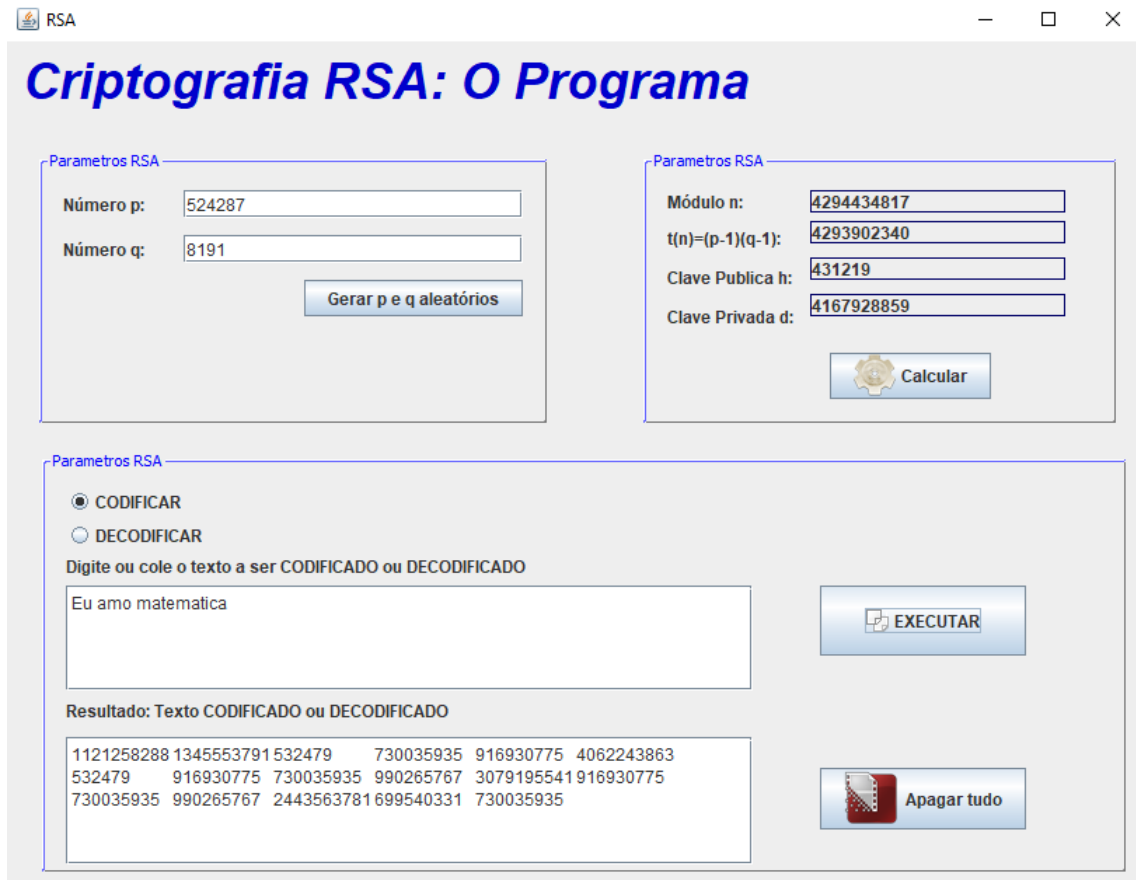 RSA
Criptografia RSA: O Programa
Parametros RSA
Número p: 524287
Número q: 8191
Gerar p e q aleatórios
Parametros RSA
Módulo n: 4294434817
t(n)=(p-1)(q-1): 4293902340
Clave Publica h: 431219
Clave Privada d: 4167928859
Calcular
Parametros RSA
CODIFICAR
DECODIFICAR
Digite ou cole o texto a ser CODIFICADO ou DECODIFICADO
Eu amo matematica
EXECUTAR
Resultado: Texto CODIFICADO ou DECODIFICADO
1121258288 1345553791 532479 730035935 916930775 4062243863
532479 916930775 730035935 990265767 3079195541 916930775
730035935 990265767 2443563781 699540331 730035935
Apagar tudo